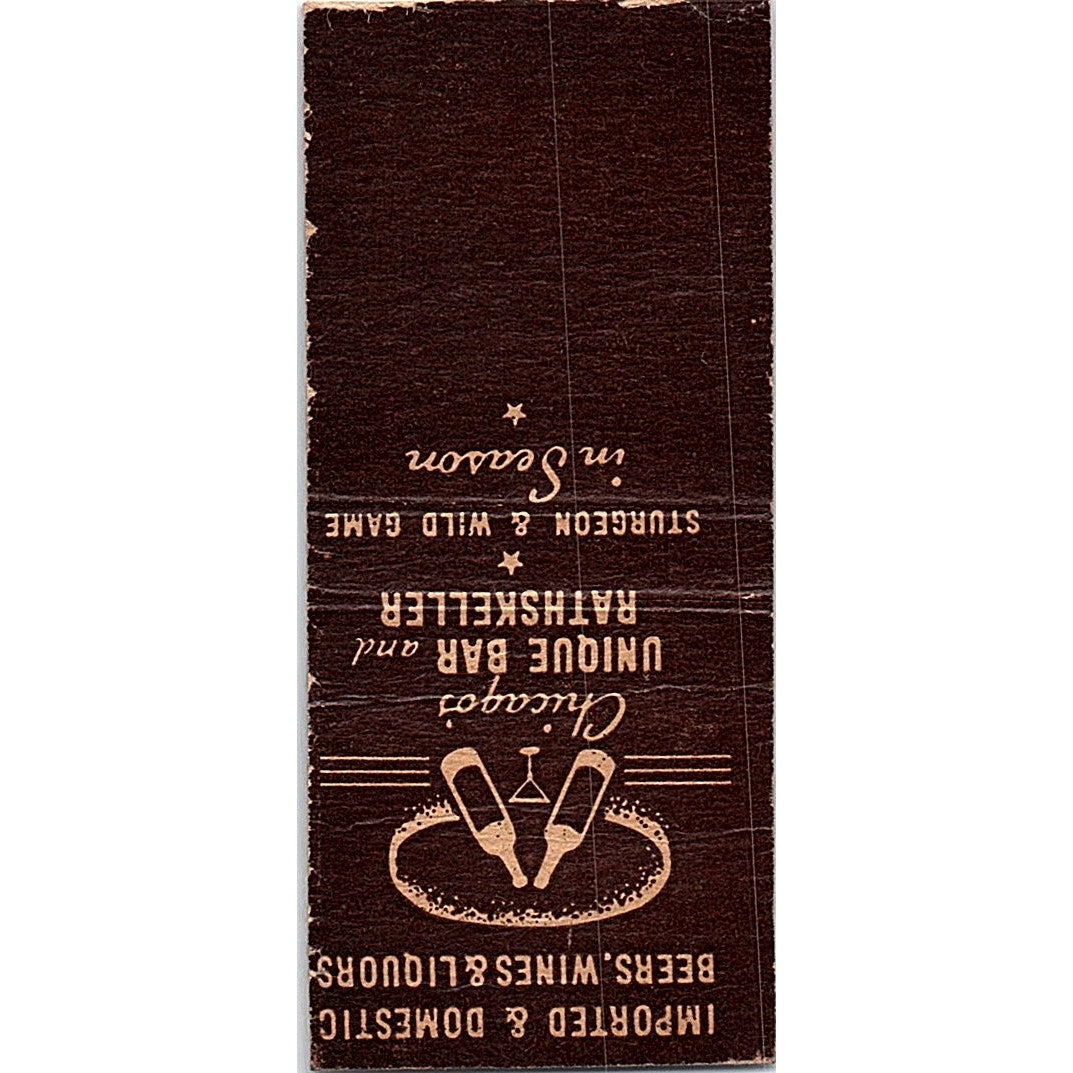 IMPORTED & DOMESTIC
BEERS, WINES & LIQUORS
Chicago's
UNIQUE BAR and
RATHSKELLER
STURGEON & WILD GAME
in Season